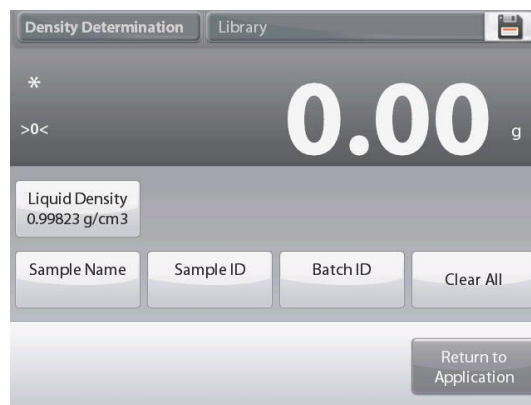 Density Determination Library
*
0.00 g
>0<
Liquid Density
0.99823 g/cm3
Sample Name Sample ID Batch ID Clear All
Return to
Application